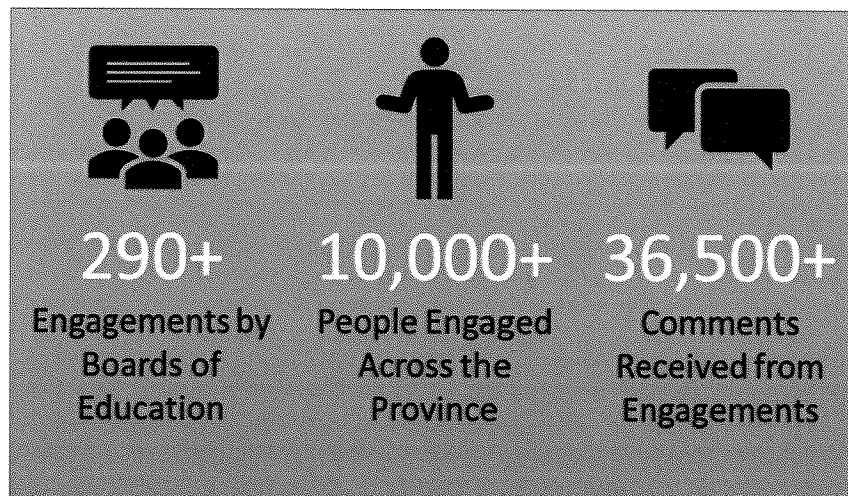 290+
Engagements by
Boards of
Education
10,000+
People Engaged
Across the
Province
36,500+
Comments
Received from
Engagements